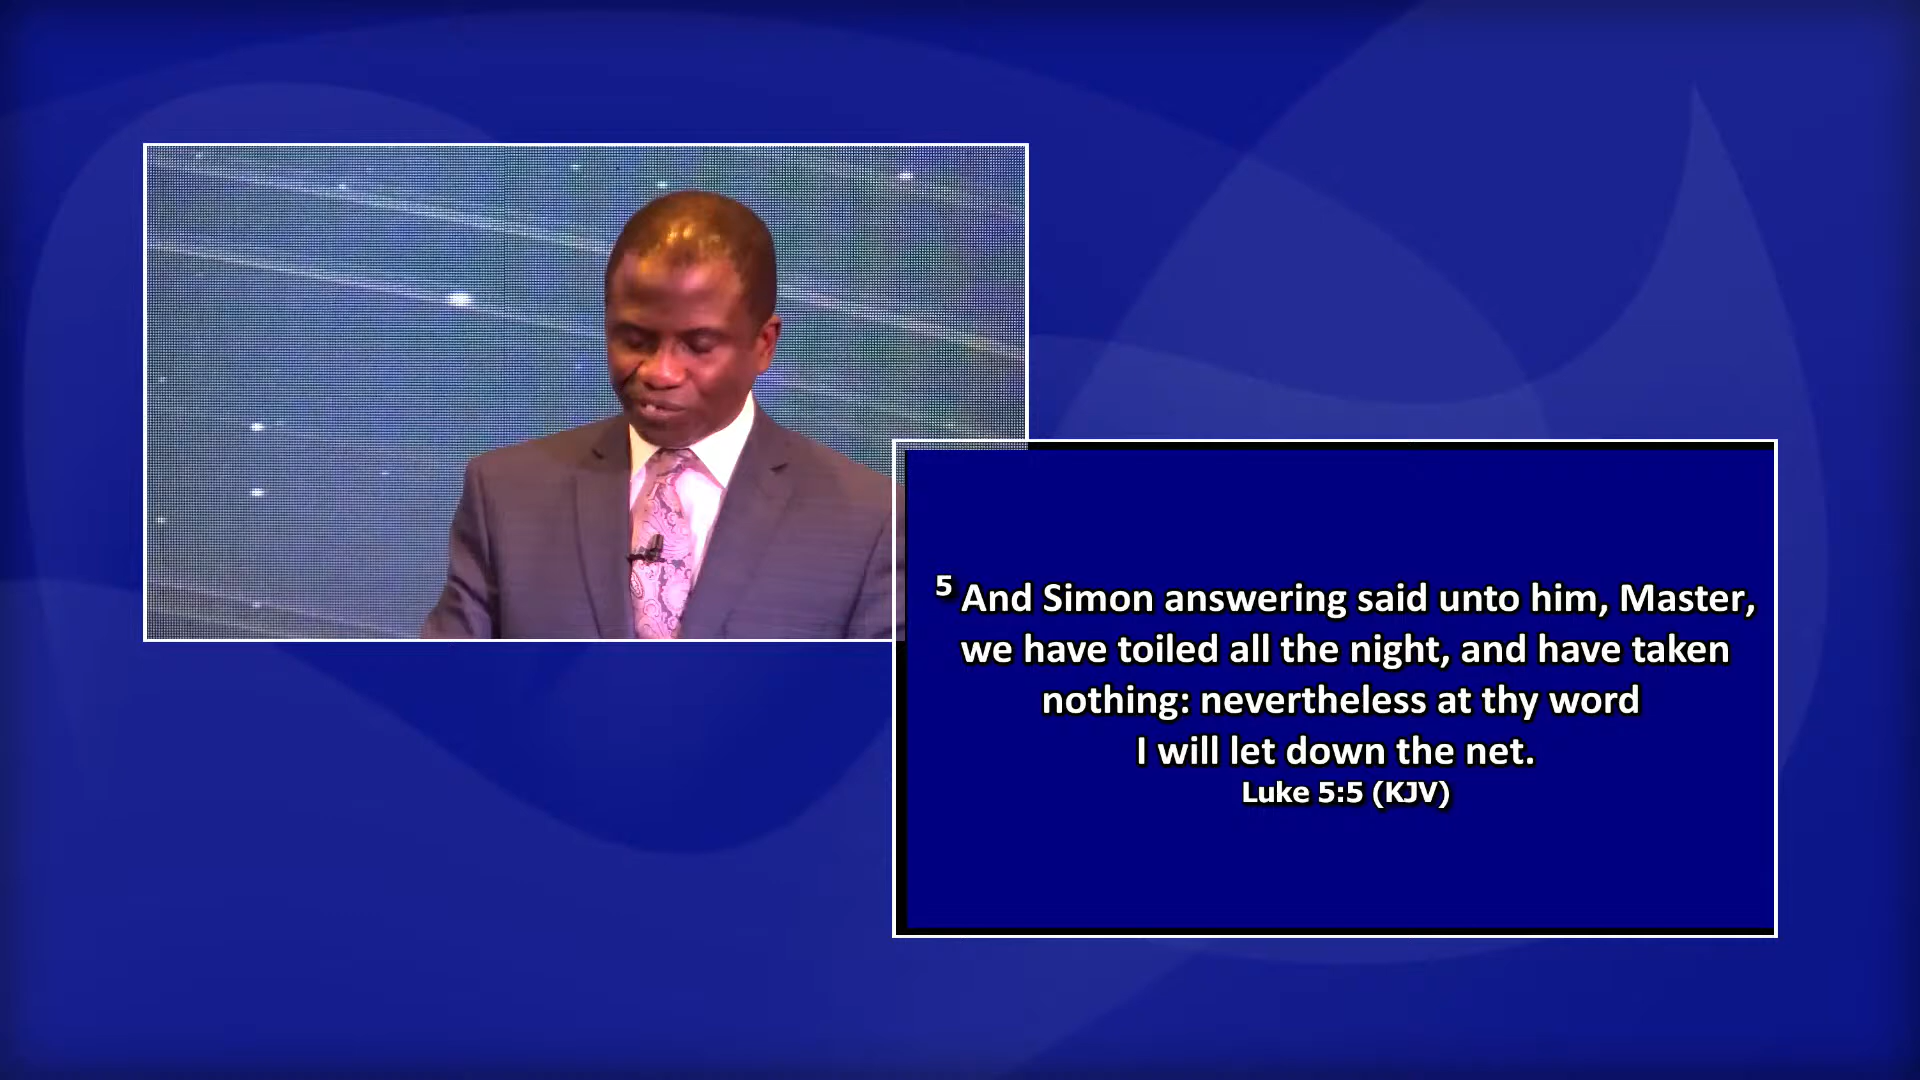 5 And Simon answering said unto him, Master,
we have toiled all the night, and have taken
nothing: nevertheless at thy word
I will let down the net.
Luke 5:5 (KJV)